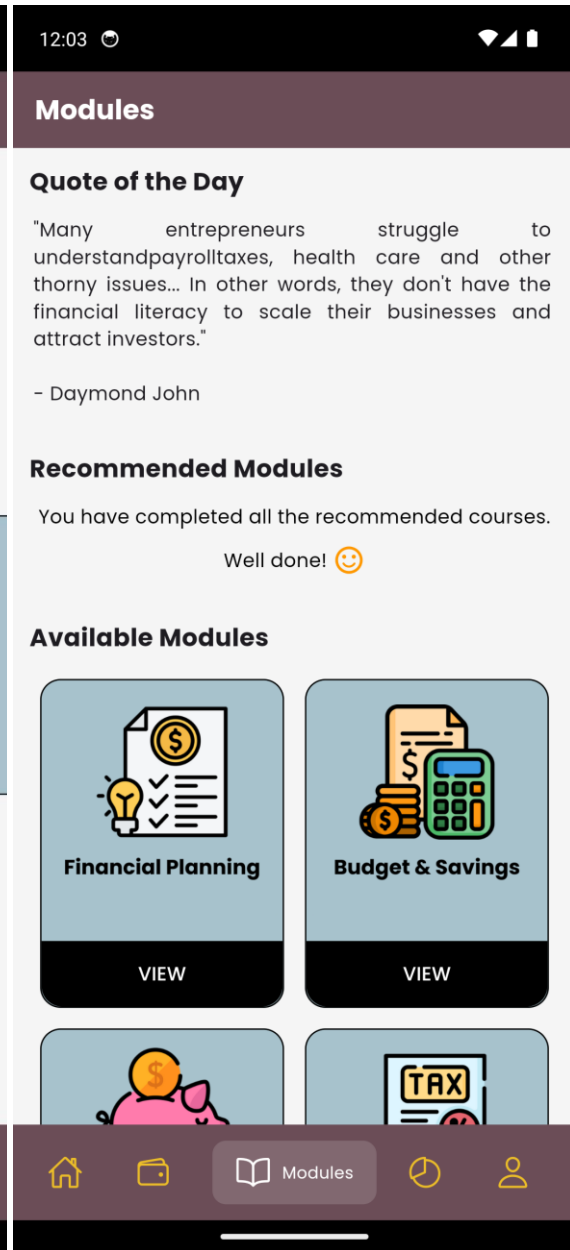 12:03
Modules
Quote of the Day
"Many entrepreneurs struggle to
understandpayrolltaxes, health care and other
thorny issues... In other words, they don't have the
financial literacy to scale their businesses and
attract investors."
- Daymond John
Recommended Modules
You have completed all the recommended courses.
Well done!
Available Modules
$
$
$
Financial Planning
Budget & Savings
VIEW
VIEW
$
TAX
Modules